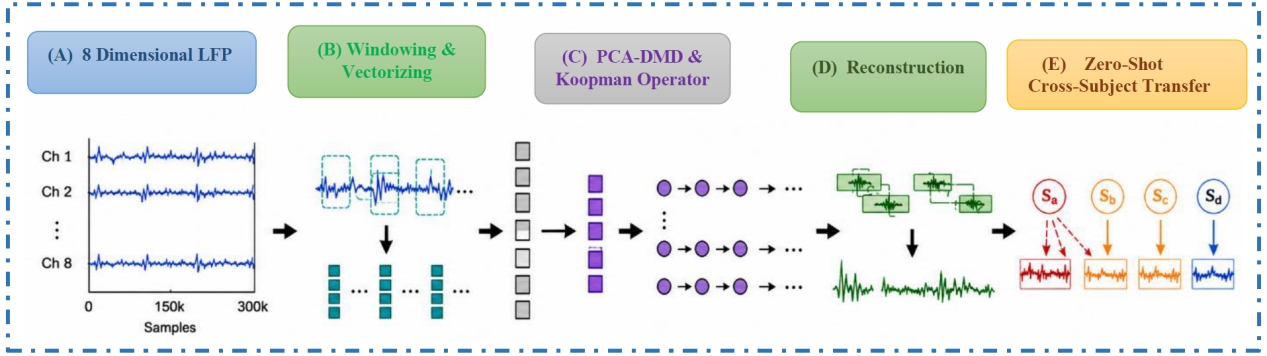 (A) 8 Dimensional LFP
(B) Windowing &
Vectorizing
(C) PCA-DMD &
Koopman Operator
(D) Reconstruction
(E) Zero-Shot
Cross-Subject Transfer
Ch 1
Ch 2
⋮
Ch 8
0 150k 300k
Samples
...
... ...
...
⋮
...
...
Sa Sb Sc Sd